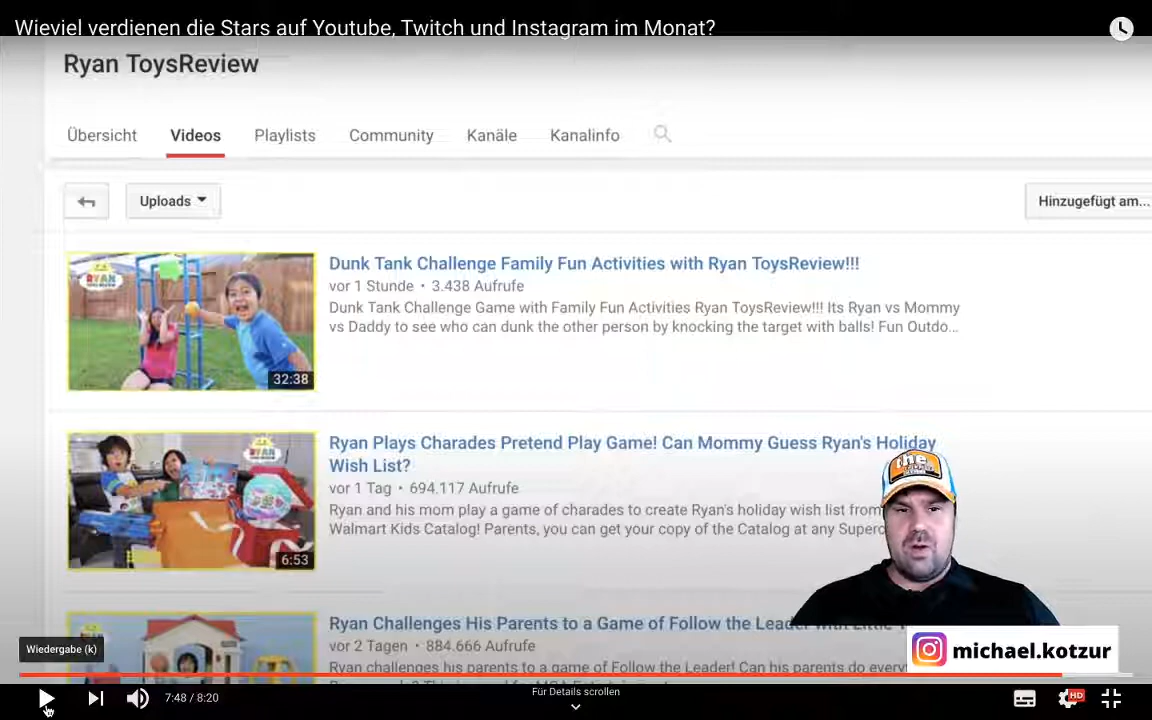 Wieviel verdienen die Stars auf Youtube, Twitch und Instagram im Monat?
Ryan ToysReview
Übersicht Videos Playlists Community Kanäle Kanalinfo
Uploads Hinzugefügt am...
RYAN
Dunk Tank Challenge Family Fun Activities with Ryan ToysReview!!!
vor 1 Stunde • 3.438 Aufrufe
Dunk Tank Challenge Game with Family Fun Activities Ryan ToysReview!!! Its Ryan vs Mommy
vs Daddy to see who can dunk the other person by knocking the target with balls! Fun Outdo...
32:38
Ryan Plays Charades Pretend Play Game! Can Mommy Guess Ryan's Holiday
Wish List?
vor 1 Tag • 694.117 Aufrufe
Ryan and his mom play a game of charades to create Ryan's holiday wish list from
Walmart Kids Catalog! Parents, you can get your copy of the Catalog at any
6:53
RYAN
the
Ryan Challenges His Parents to a Game of Follow the Leader with Little
vor 2 Tagen • 884.666 Aufrufe
Ryan challenges his parents to a game of Follow the Leader! Can his parents do
michael.kotzur
Wiedergabe (k)
7:48 / 8:20
Für Details scrollen
HD